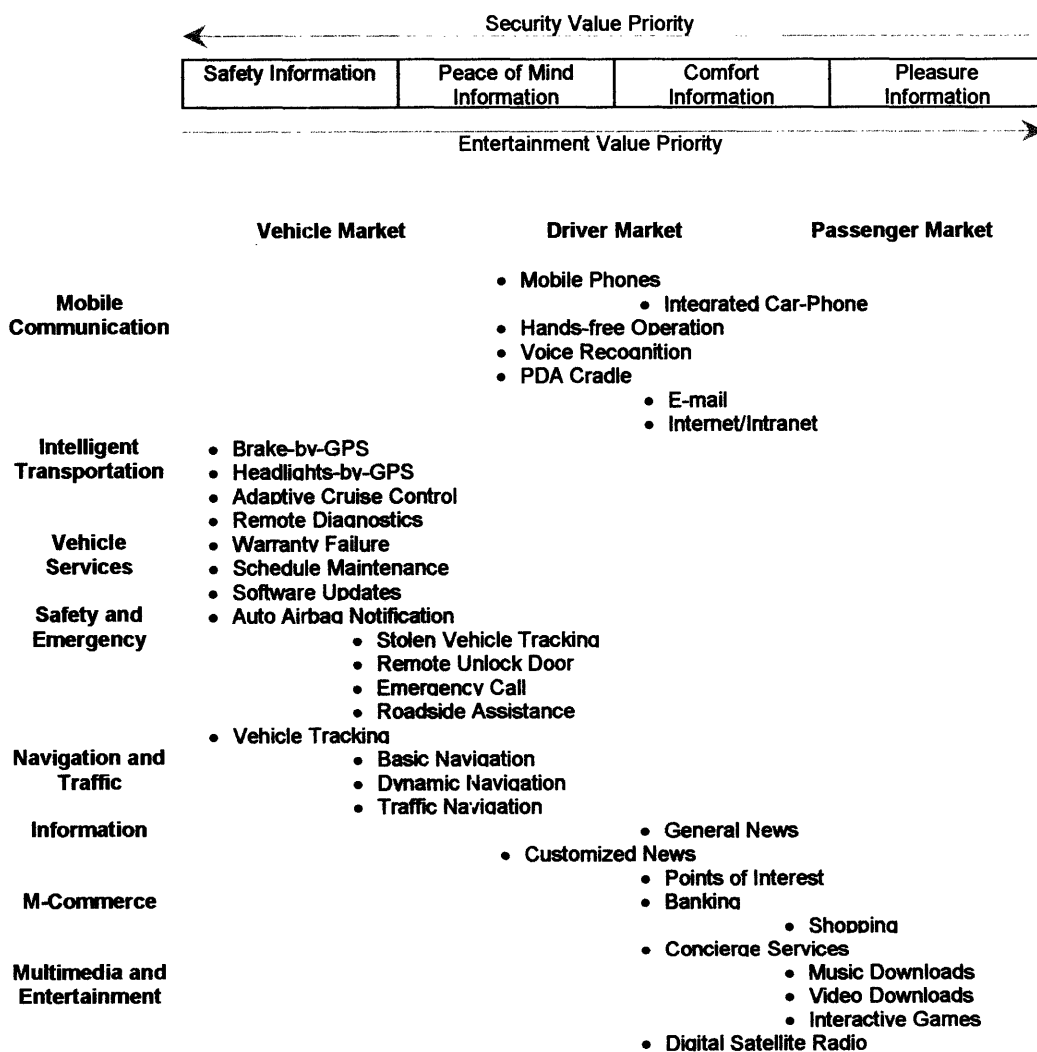 Security Value Priority
Safety Information Peace of Mind Comfort Pleasure
Information Information Information
Entertainment Value Priority
Vehicle Market Driver Market Passenger Market
• Mobile Phones
Mobile • Integrated Car-Phone
Communication • Hands-free Operation
• Voice Recognition
• PDA Cradle
• E-mail
• Internet/Intranet
Intelligent • Brake-by-GPS
Transportation • Headlights-by-GPS
• Adaptive Cruise Control
• Remote Diagnostics
Vehicle • Warranty Failure
Services • Schedule Maintenance
• Software Updates
Safety and • Auto Airbag Notification
Emergency • Stolen Vehicle Tracking
• Remote Unlock Door
• Emergency Call
• Roadside Assistance
• Vehicle Tracking
Navigation and • Basic Navigation
Traffic • Dynamic Navigation
• Traffic Navigation
Information • General News
• Customized News
• Points of Interest
M-Commerce • Banking
• Shopping
• Concierge Services
Multimedia and • Music Downloads
Entertainment • Video Downloads
• Interactive Games
• Digital Satellite Radio